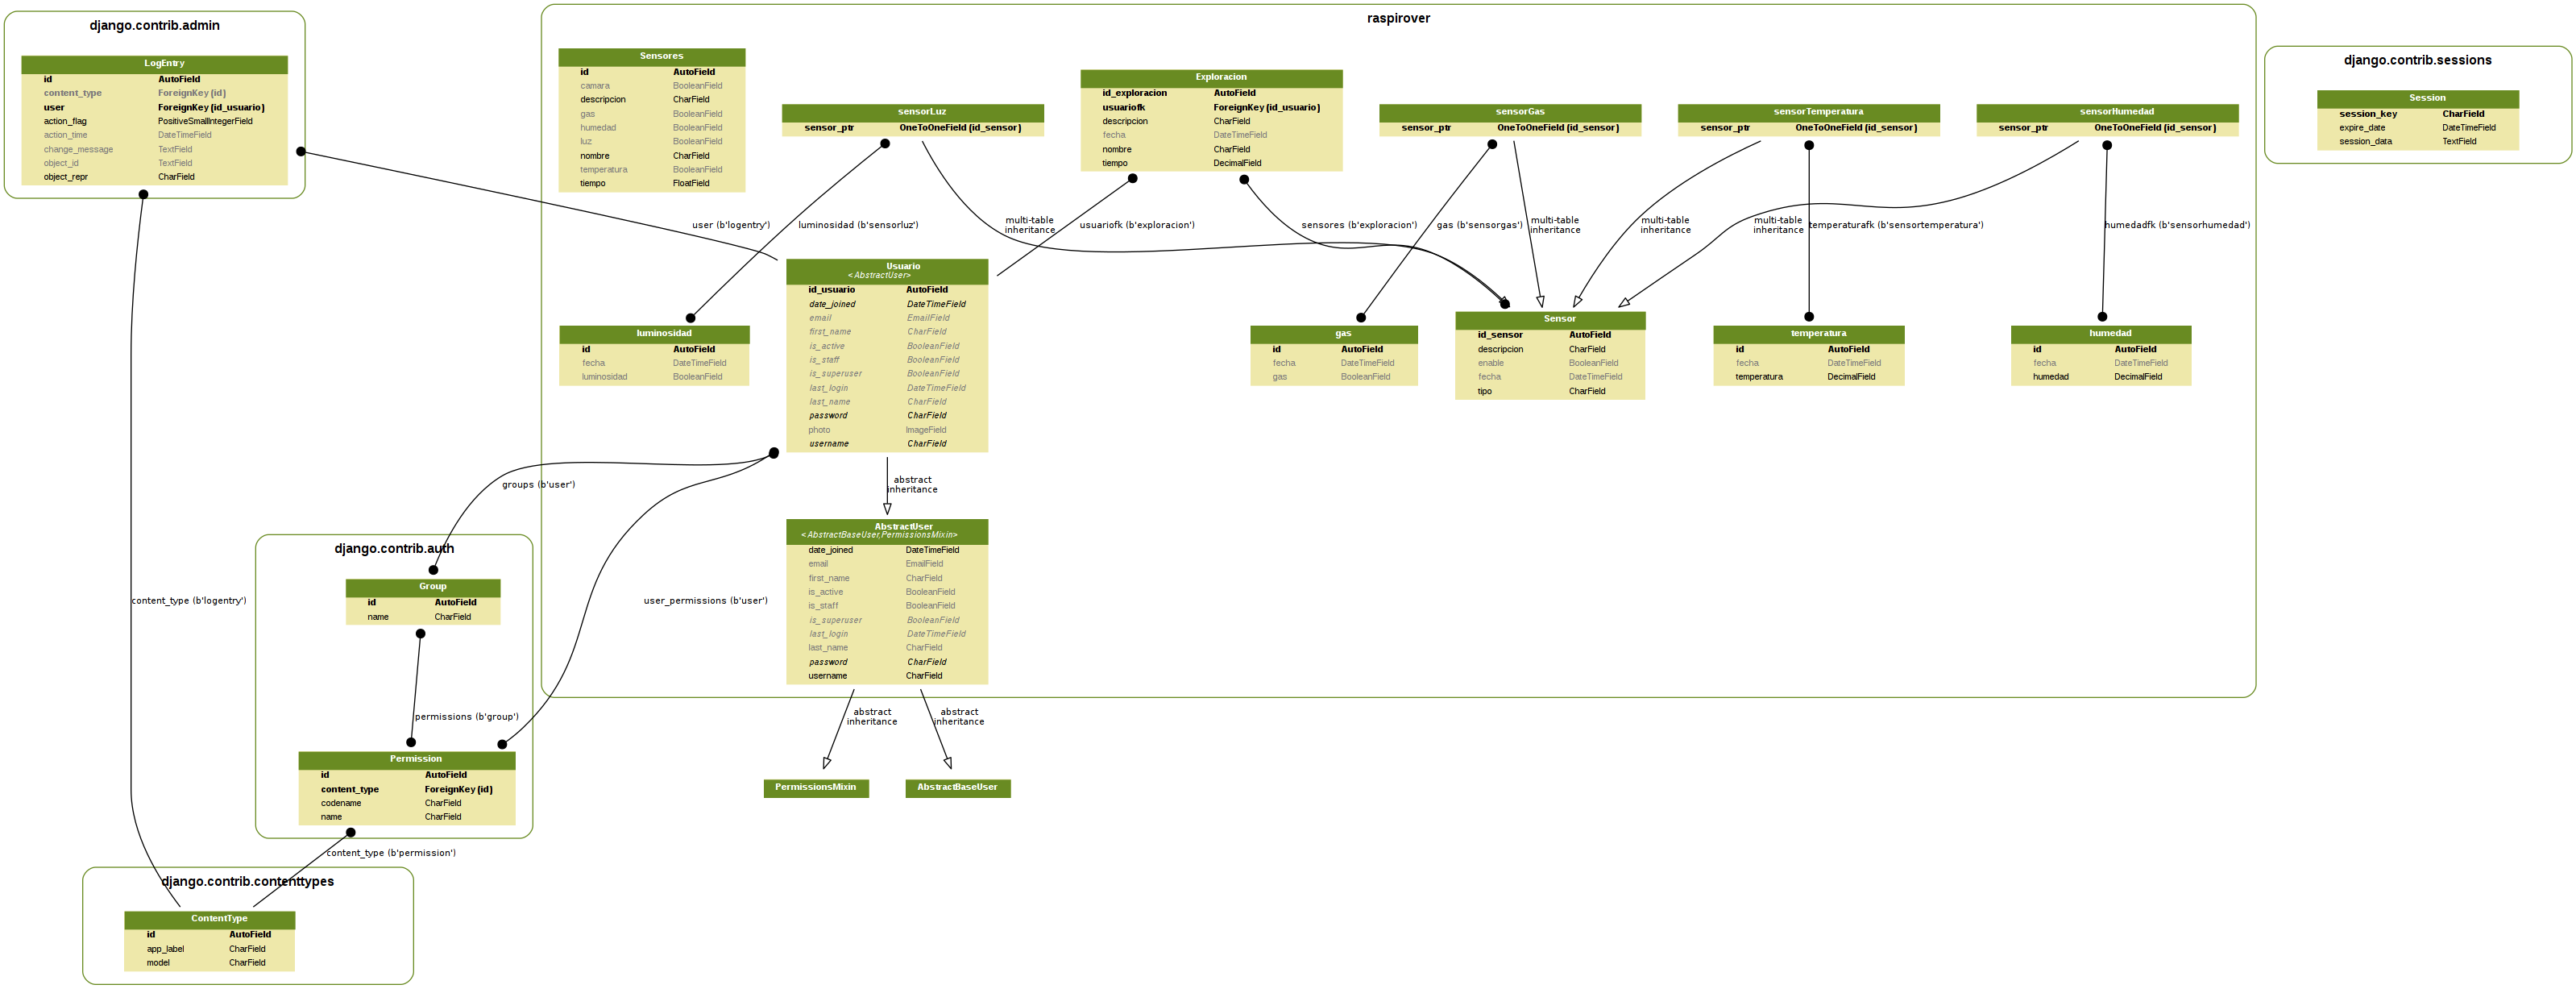 django.contrib.admin
LogEntry
id AutoField
content_type ForeignKey (id)
user ForeignKey (id_usuario)
action_flag PositiveSmallIntegerField
action_time DateTimeField
change_message TextField
object_id TextField
object_repr CharField
raspirover
Sensores
id AutoField
camara BooleanField
descripcion CharField
gas BooleanField
humedad BooleanField
luz BooleanField
nombre CharField
temperatura BooleanField
tiempo FloatField
sensorLuz
sensor_ptr OneToOneField (id_sensor)
Exploracion
id_exploracion AutoField
usuariofk ForeignKey (id_usuario)
descripcion CharField
fecha DateTimeField
nombre CharField
tiempo DecimalField
sensorGas
sensor_ptr OneToOneField (id_sensor)
sensorTemperatura
sensor_ptr OneToOneField (id_sensor)
sensorHumedad
sensor_ptr OneToOneField (id_sensor)
django.contrib.sessions
Session
session_key CharField
expire_date DateTimeField
session_data TextField
user (b'logentry')
luminosidad (b'sensorluz')
multi-table
inheritance
usuariofk (b'exploracion')
sensores (b'exploracion')
gas (b'sensorgas')
multi-table
inheritance
multi-table
inheritance
multi-table
inheritance
temperaturafk (b'sensortemperatura')
humedadfk (b'sensorhumedad')
Usuario
<AbstractUser>
id_usuario AutoField
date_joined DateTimeField
email EmailField
first_name CharField
is_active BooleanField
is_staff BooleanField
is_superuser BooleanField
last_login DateTimeField
last_name CharField
password CharField
photo ImageField
username CharField
luminosidad
id AutoField
fecha DateTimeField
luminosidad BooleanField
gas
id AutoField
fecha DateTimeField
gas BooleanField
Sensor
id_sensor AutoField
descripcion CharField
enable BooleanField
fecha DateTimeField
tipo CharField
temperatura
id AutoField
fecha DateTimeField
temperatura DecimalField
humedad
id AutoField
fecha DateTimeField
humedad DecimalField
groups (b'user')
abstract
inheritance
AbstractUser
<AbstractBaseUser,PermissionsMixin>
date_joined DateTimeField
email EmailField
first_name CharField
is_active BooleanField
is_staff BooleanField
is_superuser BooleanField
last_login DateTimeField
last_name CharField
password CharField
username CharField
django.contrib.auth
Group
id AutoField
name CharField
content_type (b'logentry')
user_permissions (b'user')
permissions (b'group')
abstract
inheritance
abstract
inheritance
Permission
id AutoField
content_type ForeignKey (id)
codename CharField
name CharField
PermissionsMixin
AbstractBaseUser
content_type (b'permission')
django.contrib.contenttypes
ContentType
id AutoField
app_label CharField
model CharField